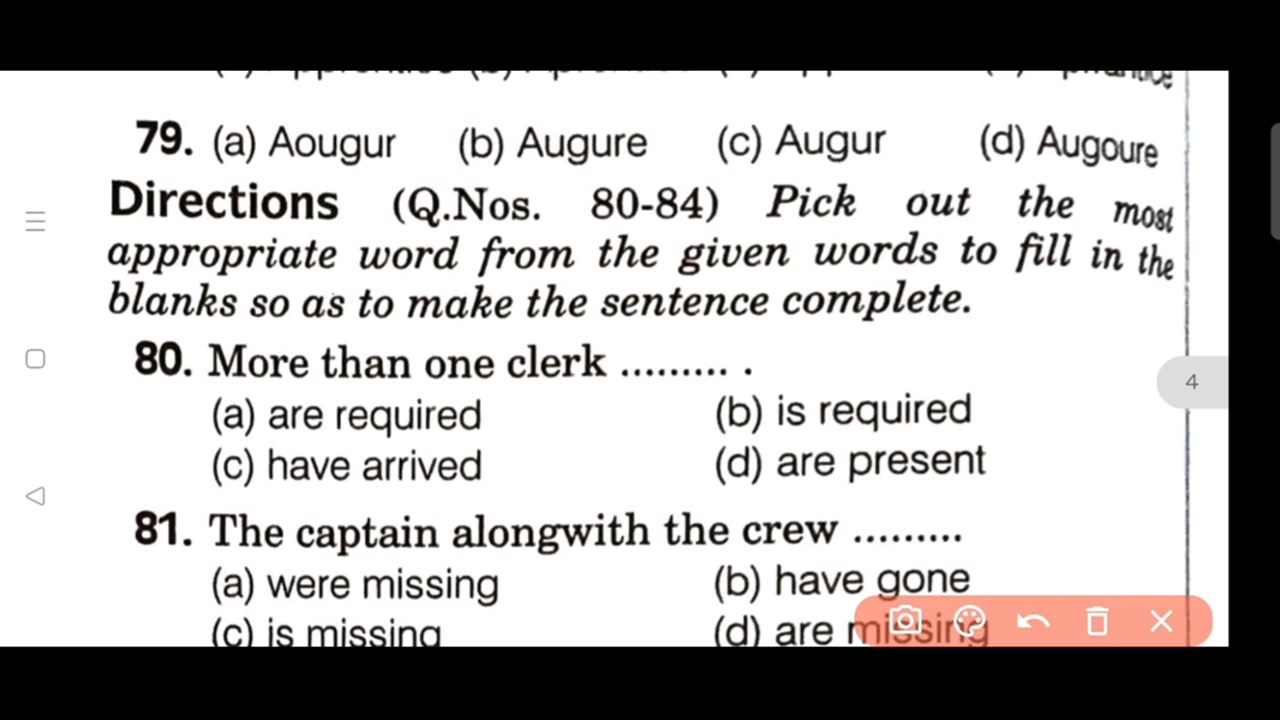 79. (a) Aougur (b) Augure (c) Augur (d) Augoure
Directions (Q.Nos. 80-84) Pick out the most
appropriate word from the given words to fill in the
blanks so as to make the sentence complete.
80. More than one clerk ......... .
(a) are required (b) is required
4
(c) have arrived (d) are present
81. The captain alongwith the crew .........
(a) were missing (b) have gone
(c) is missing (d) are missing